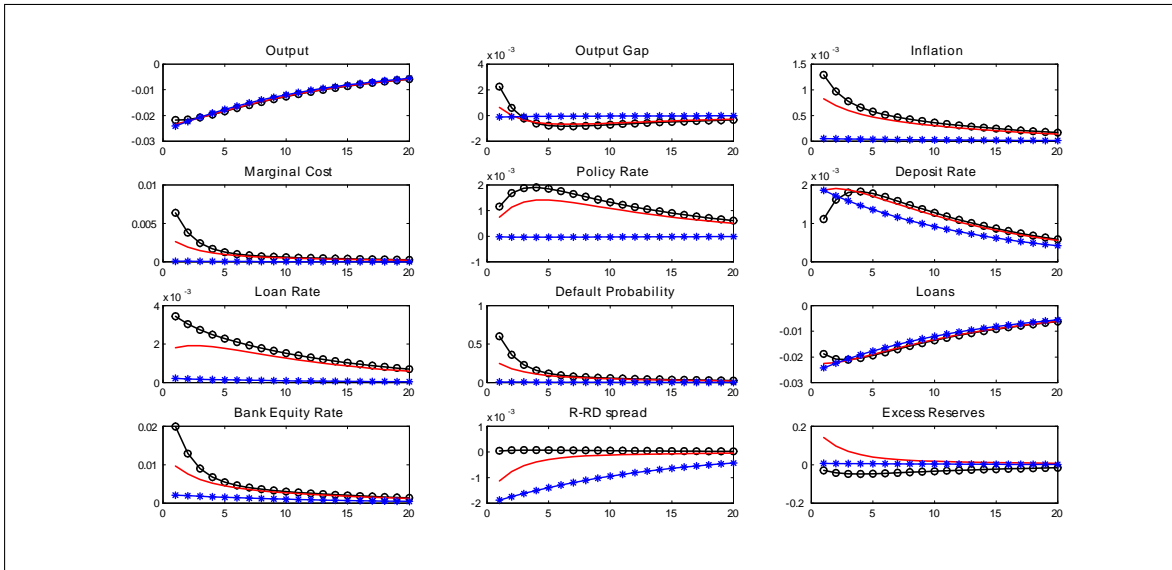 Output
0
-0.01
-0.02
-0.03
0 5 10 15 20
Output Gap
x 10^-3
4
2
0
-2
0 5 10 15 20
Inflation
x 10^-3
1.5
1
0.5
0
0 5 10 15 20
Marginal Cost
0.01
0.005
0
0 5 10 15 20
Policy Rate
x 10^-3
2
1
0
-1
0 5 10 15 20
Deposit Rate
x 10^-3
2
1
0
0 5 10 15 20
Loan Rate
x 10^-3
4
2
0
0 5 10 15 20
Default Probability
1
0.5
0
0 5 10 15 20
Loans
0
-0.01
-0.02
-0.03
0 5 10 15 20
Bank Equity Rate
0.02
0.01
0
0 5 10 15 20
R-RD spread
x 10^-3
1
0
-1
-2
0 5 10 15 20
Excess Reserves
0.2
0
-0.2
0 5 10 15 20